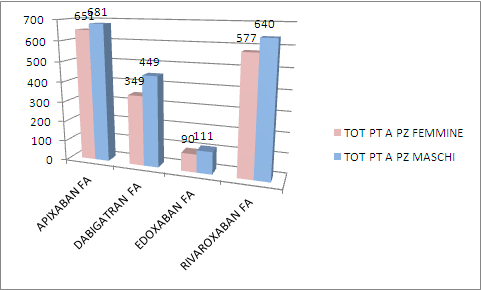 700
600
500
400
300
200
100
0
651
681
349
449
90
111
577
640
APIXABAN FA
DABIGATRAN FA
EDOXABAN FA
RIVAROXABAN FA
TOT PT A PZ FEMMINE
TOT PT A PZ MASCHI